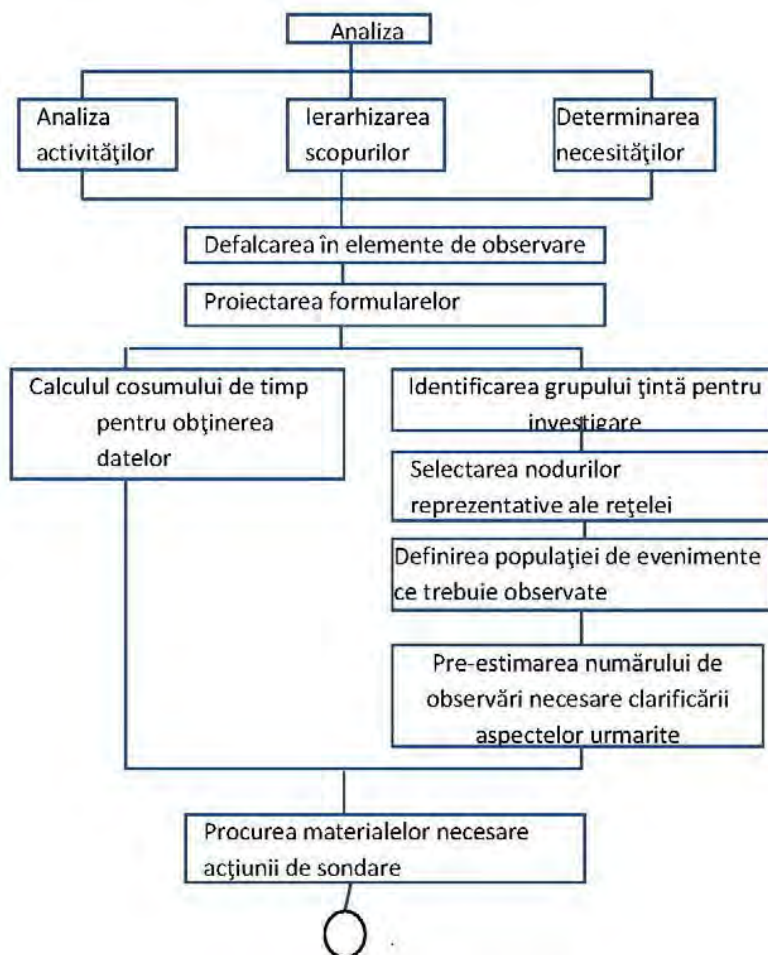 Analiza
Analiza
activităţilor
Ierarhizarea
scopurilor
Determinarea
necesităţilor
Defalcarea în elemente de observare
Proiectarea formularelor
Calculul cosumului de timp
pentru obţinerea
datelor
Identificarea grupului ţintă pentru
investigare
Selectarea nodurilor
reprezentative ale reţelei
Definirea populaţiei de evenimente
ce trebuie observate
Pre-estimarea numărului de
observări necesare clarificării
aspectelor urmarite
Procurea materialelor necesare
acţiunii de sondare
.